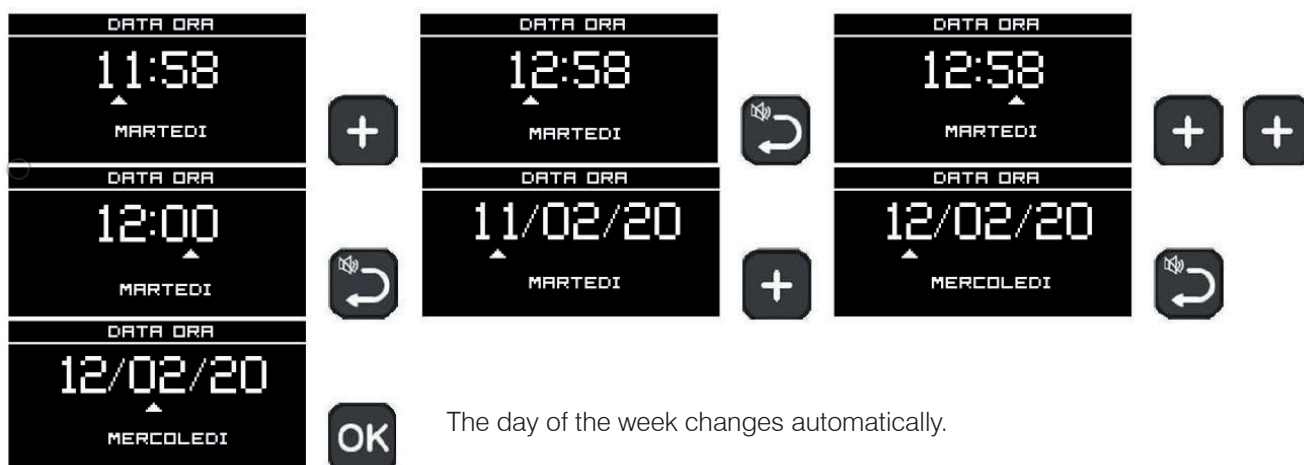 DATA ORA
11:58
MARTEDI
+
DATA ORA
12:58
MARTEDI
DATA ORA
12:58
MARTEDI
+ +
DATA ORA
12:00
MARTEDI
DATA ORA
11/02/20
MARTEDI
+
DATA ORA
12/02/20
MERCOLEDI
DATA ORA
12/02/20
MERCOLEDI
OK
The day of the week changes automatically.